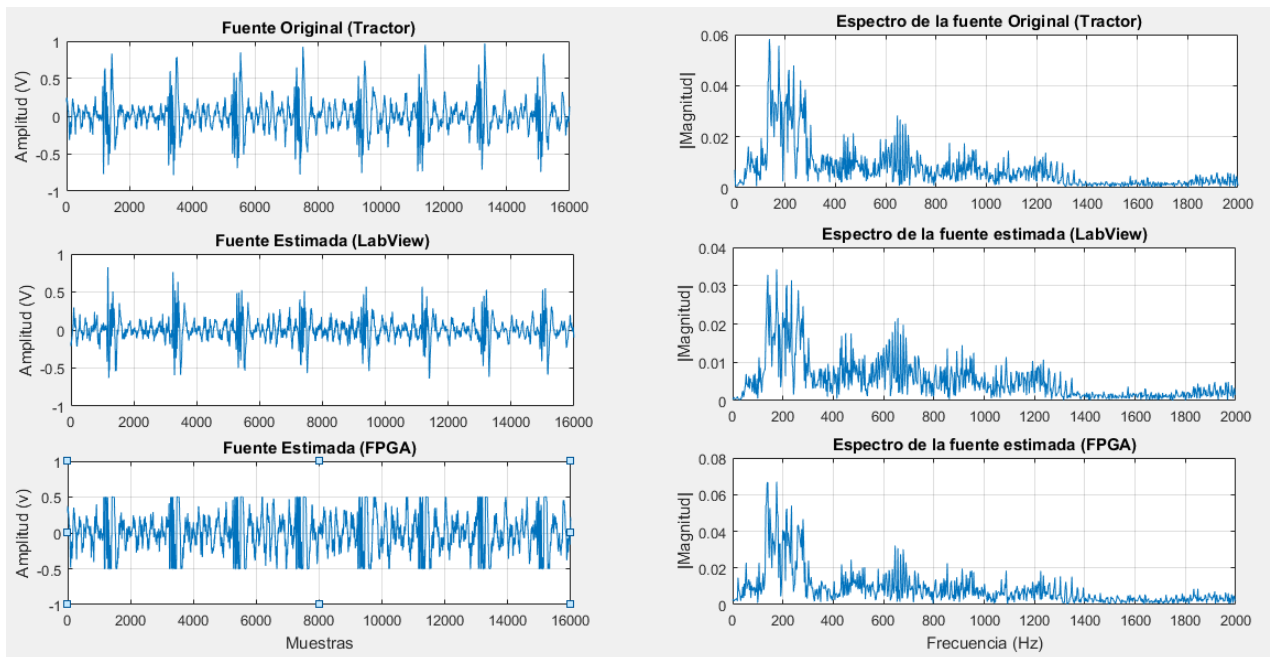 Fuente Original (Tractor)
Amplitud (V)
1
0.5
0
-0.5
-1
0 2000 4000 6000 8000 10000 12000 14000 16000
Espectro de la fuente Original (Tractor)
|Magnitud|
0.06
0.04
0.02
0
0 200 400 600 800 1000 1200 1400 1600 1800 2000
Fuente Estimada (LabView)
Amplitud (V)
1
0.5
0
-0.5
-1
0 2000 4000 6000 8000 10000 12000 14000 16000
Espectro de la fuente estimada (LabView)
|Magnitud|
0.04
0.03
0.02
0.01
0
0 200 400 600 800 1000 1200 1400 1600 1800 2000
Fuente Estimada (FPGA)
Amplitud (v)
1
0.5
0
-0.5
-1
0 2000 4000 6000 8000 10000 12000 14000 16000
Muestras
Espectro de la fuente estimada (FPGA)
|Magnitud|
0.08
0.06
0.04
0.02
0
0 200 400 600 800 1000 1200 1400 1600 1800 2000
Frecuencia (Hz)